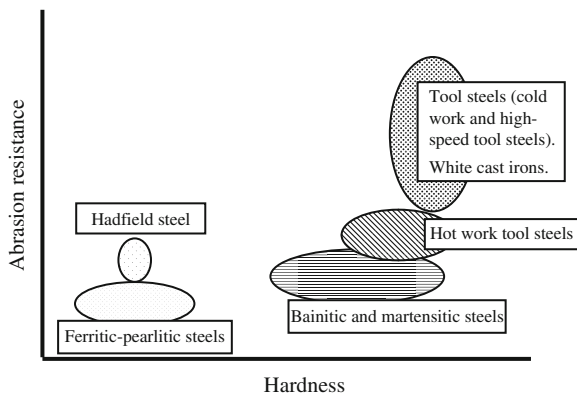 Abrasion resistance
Tool steels (cold
work and high-
speed tool steels).
White cast irons.
Hadfield steel
Hot work tool steels
Bainitic and martensitic steels
Ferritic-pearlitic steels
Hardness